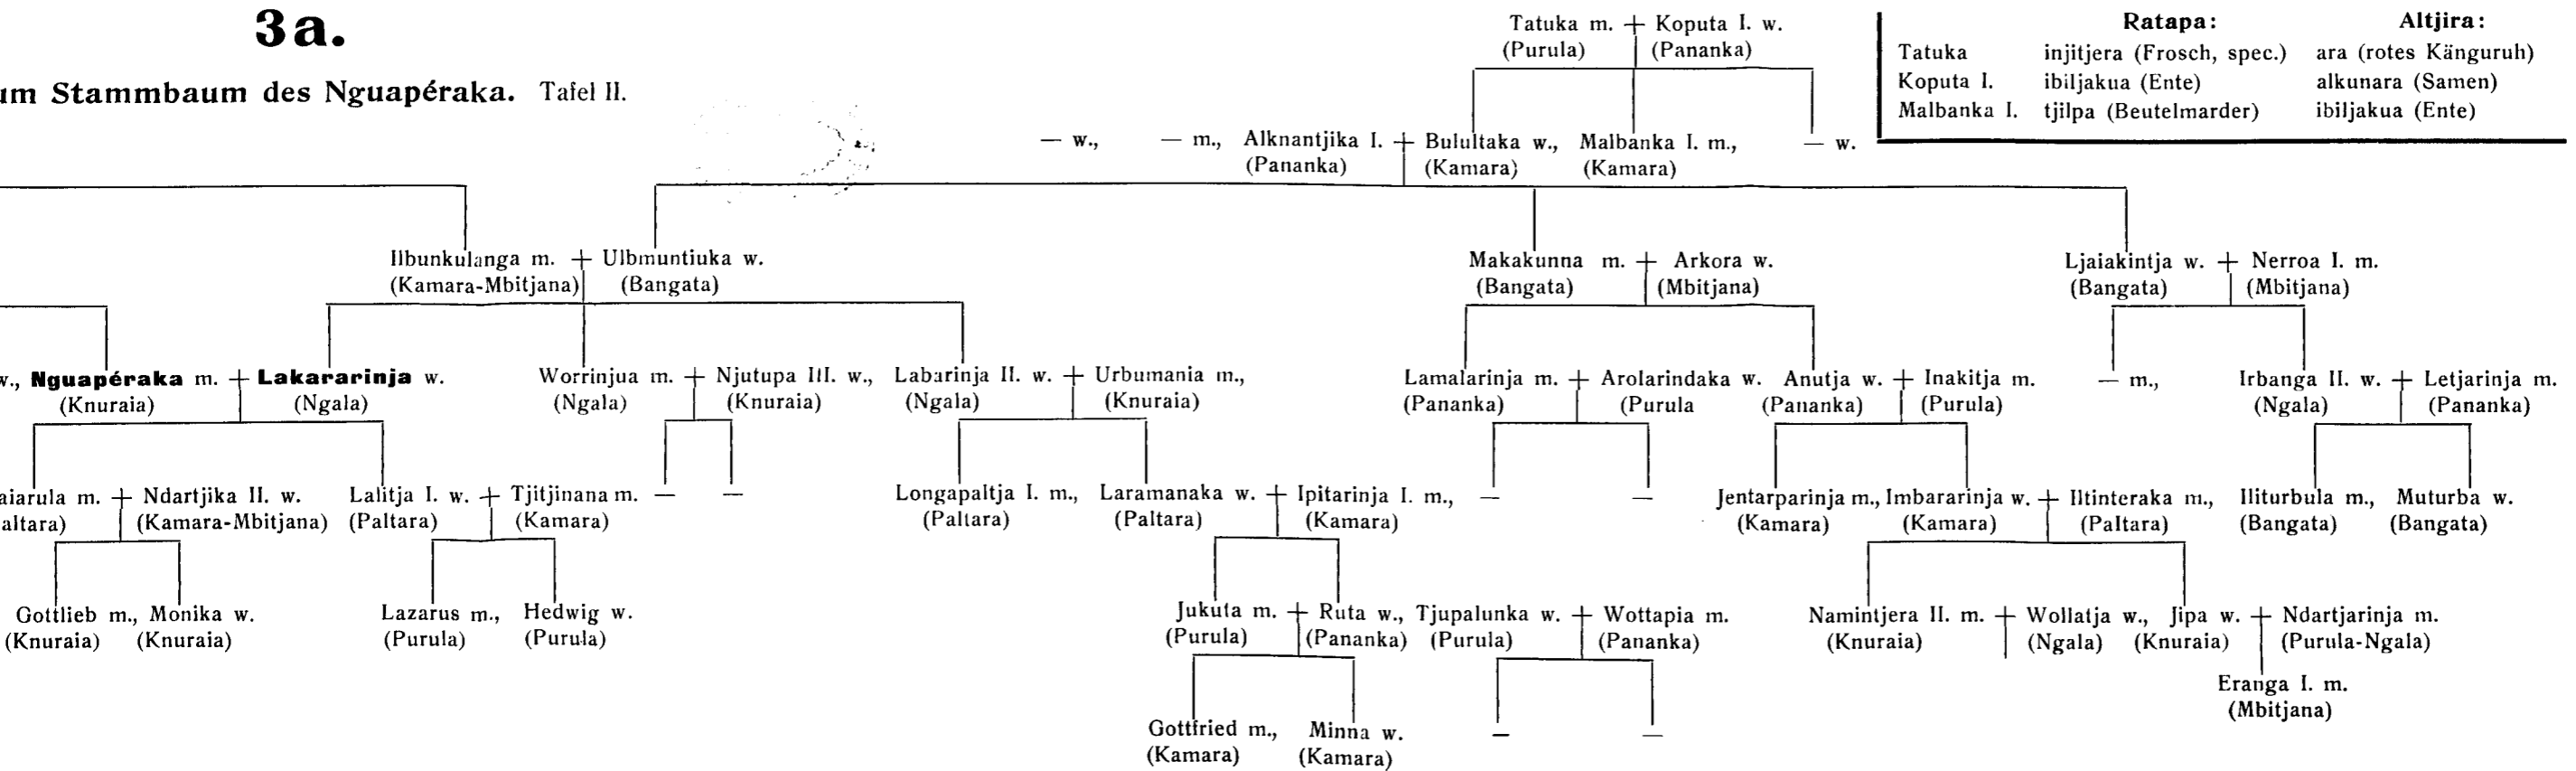 3a.
um Stammbaum des Nguapéraka. Tafel II.
Tatuka m. + Koputa I. w.
(Purula) (Pananka)
Ratapa: Altjira:
Tatuka injitjera (Frosch, spec.) ara (rotes Känguruh)
Koputa I. ibiljakua (Ente) alkunara (Samen)
Malbanka I. tjilpa (Beutelmarder) ibiljakua (Ente)
— w., — m., Alknantjika I. + Bulultaka w., Malbanka I. m., — w.
(Pananka) (Kamara) (Kamara)
Ilbunkulanga m. + Ulbmuntiuka w. Makakunna m. + Arkora w. Ljaiakintja w. + Nerroa I. m.
(Kamara-Mbitjana) (Bangata) (Bangata) (Mbitjana) (Bangata) (Mbitjana)
w., Nguapéraka m. + Lakararinja w. Worrinjua m. + Njutupa III. w., Labarinja II. w. + Urbumania m., Lamalarinja m. + Arolarindaka w. Anutja w. + Inakitja m. — m., Irbanga II. w. + Letjarinja m.
(Knuraia) (Ngala) (Ngala) (Knuraia) (Ngala) (Knuraia) (Pananka) (Purula (Pananka) (Purula) (Ngala) (Pananka)
aiarula m. + Ndartjika II. w. Lalitja I. w. + Tjitjinana m. — — Longapaltja I. m., Laramanaka w. + Ipitarinja I. m., — — Jentarparinja m., Imbararinja w. + Iltinteraka m., Iliturbula m., Muturba w.
altara) (Kamara-Mbitjana) (Paltara) (Kamara) (Paltara) (Paltara) (Kamara) (Kamara) (Kamara) (Paltara) (Bangata) (Bangata)
Gottlieb m., Monika w. Lazarus m., Hedwig w. Jukuta m. + Ruta w., Tjupalunka w. + Wottapia m. Namintjera II. m. + Wollatja w., Jipa w. + Ndartjarinja m.
(Knuraia) (Knuraia) (Purula) (Purula) (Purula) (Pananka) (Purula) (Pananka) (Knuraia) (Ngala) (Knuraia) (Purula-Ngala)
Eranga I. m.
(Mbitjana)
Gottfried m., Minna w. — —
(Kamara) (Kamara)